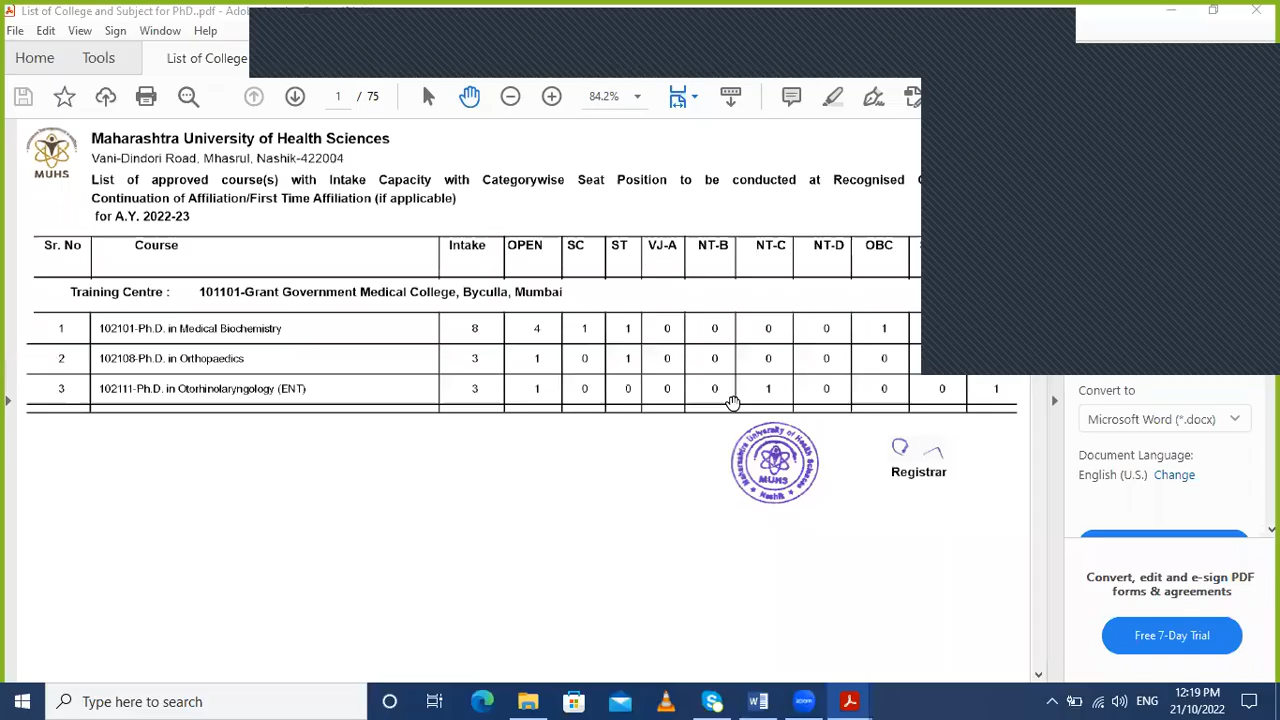 List of College and Subject for PhD..pdf - Adob
File Edit View Sign Window Help
Home Tools List of College
1 / 75 84.2%
Maharashtra University of Health Sciences
Vani-Dindori Road, Mhasrul, Nashik-422004
MUHS
List of approved course(s) with Intake Capacity with Categorywise Seat Position to be conducted at Recognised
Continuation of Affiliation/First Time Affiliation (if applicable)
for A.Y. 2022-23
Sr. No Course Intake OPEN SC ST VJ-A NT-B NT-C NT-D OBC
Training Centre : 101101-Grant Government Medical College, Byculla, Mumbai
1 102101-Ph.D. in Medical Biochemistry 8 4 1 1 0 0 0 0 1
2 102108-Ph.D. in Orthopaedics 3 1 0 1 0 0 0 0 0
3 102111-Ph.D. in Otorhinolaryngology (ENT) 3 1 0 0 0 0 1 0 0 0 1
Maharashtra University of Health Sciences
MUHS
Nashik
Registrar
Convert to
Microsoft Word (*.docx)
Document Language:
English (U.S.) Change
Convert, edit and e-sign PDF
forms & agreements
Free 7-Day Trial
Type here to search
zoom
ENG
12:19 PM
21/10/2022